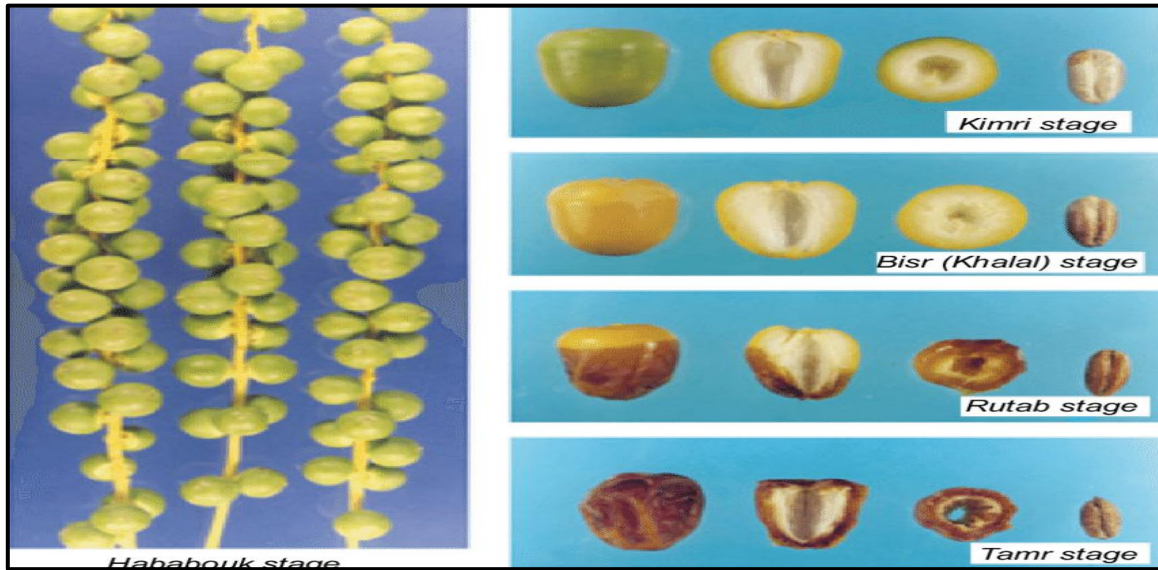 Kimri stage
Bisr (Khalal) stage
Rutab stage
Tamr stage
Hababouk stage